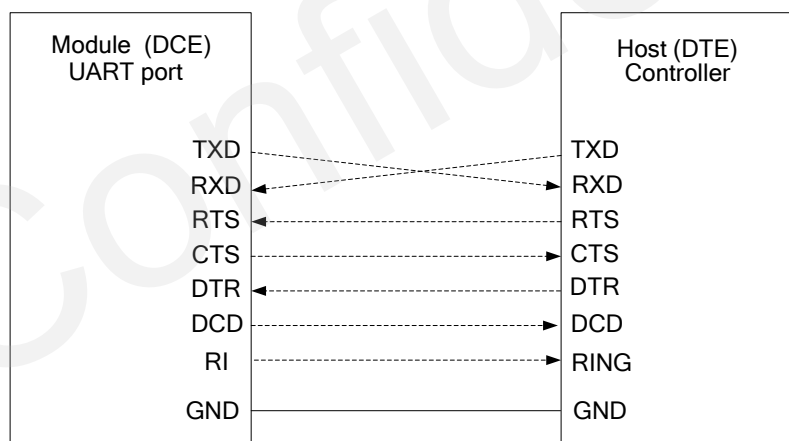 Module (DCE)
UART port
Host (DTE)
Controller
TXD
TXD
RXD
RXD
RTS
RTS
CTS
CTS
DTR
DTR
DCD
DCD
RI
RING
GND
GND
Confide